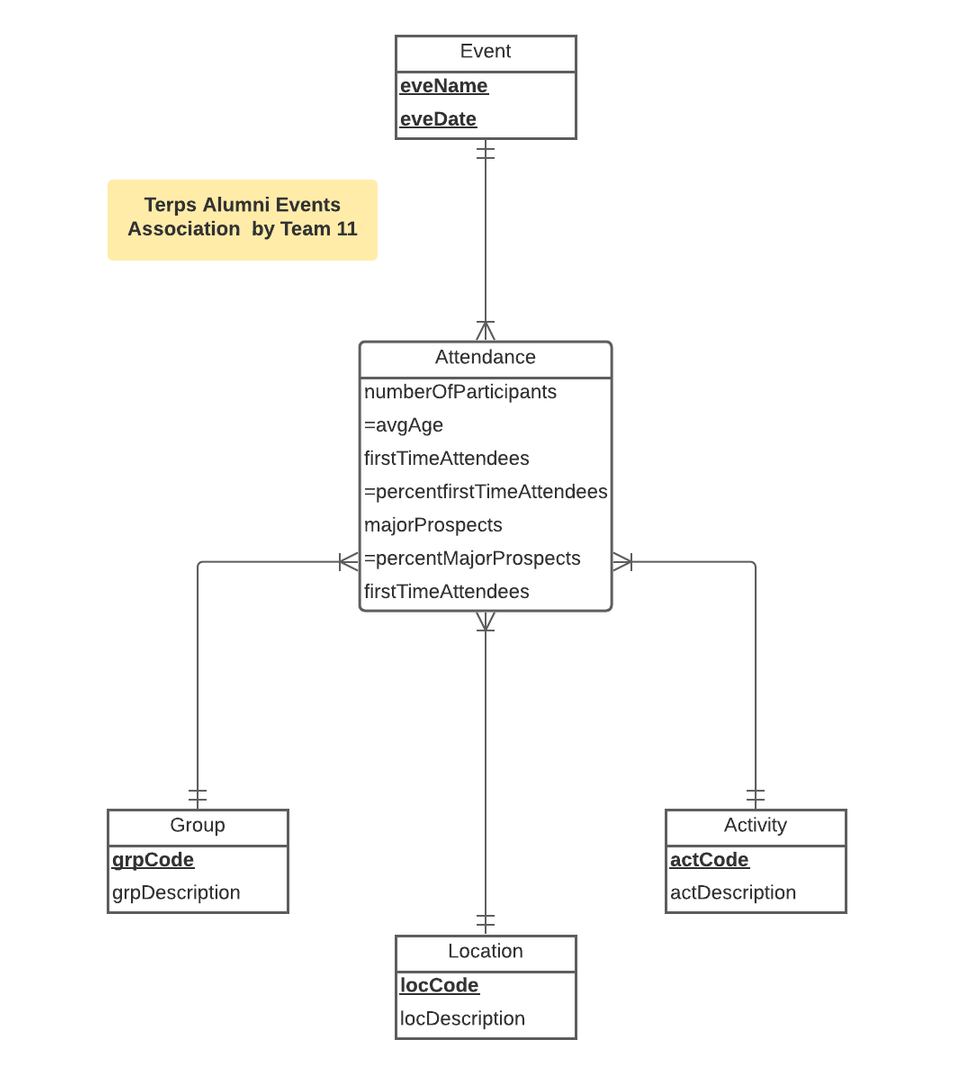 Event
eveName
eveDate
Terps Alumni Events
Association  by Team 11
Attendance
numberOfParticipants
=avgAge
firstTimeAttendees
=percentfirstTimeAttendees
majorProspects
=percentMajorProspects
firstTimeAttendees
Group
grpCode
grpDescription
Activity
actCode
actDescription
Location
locCode
locDescription